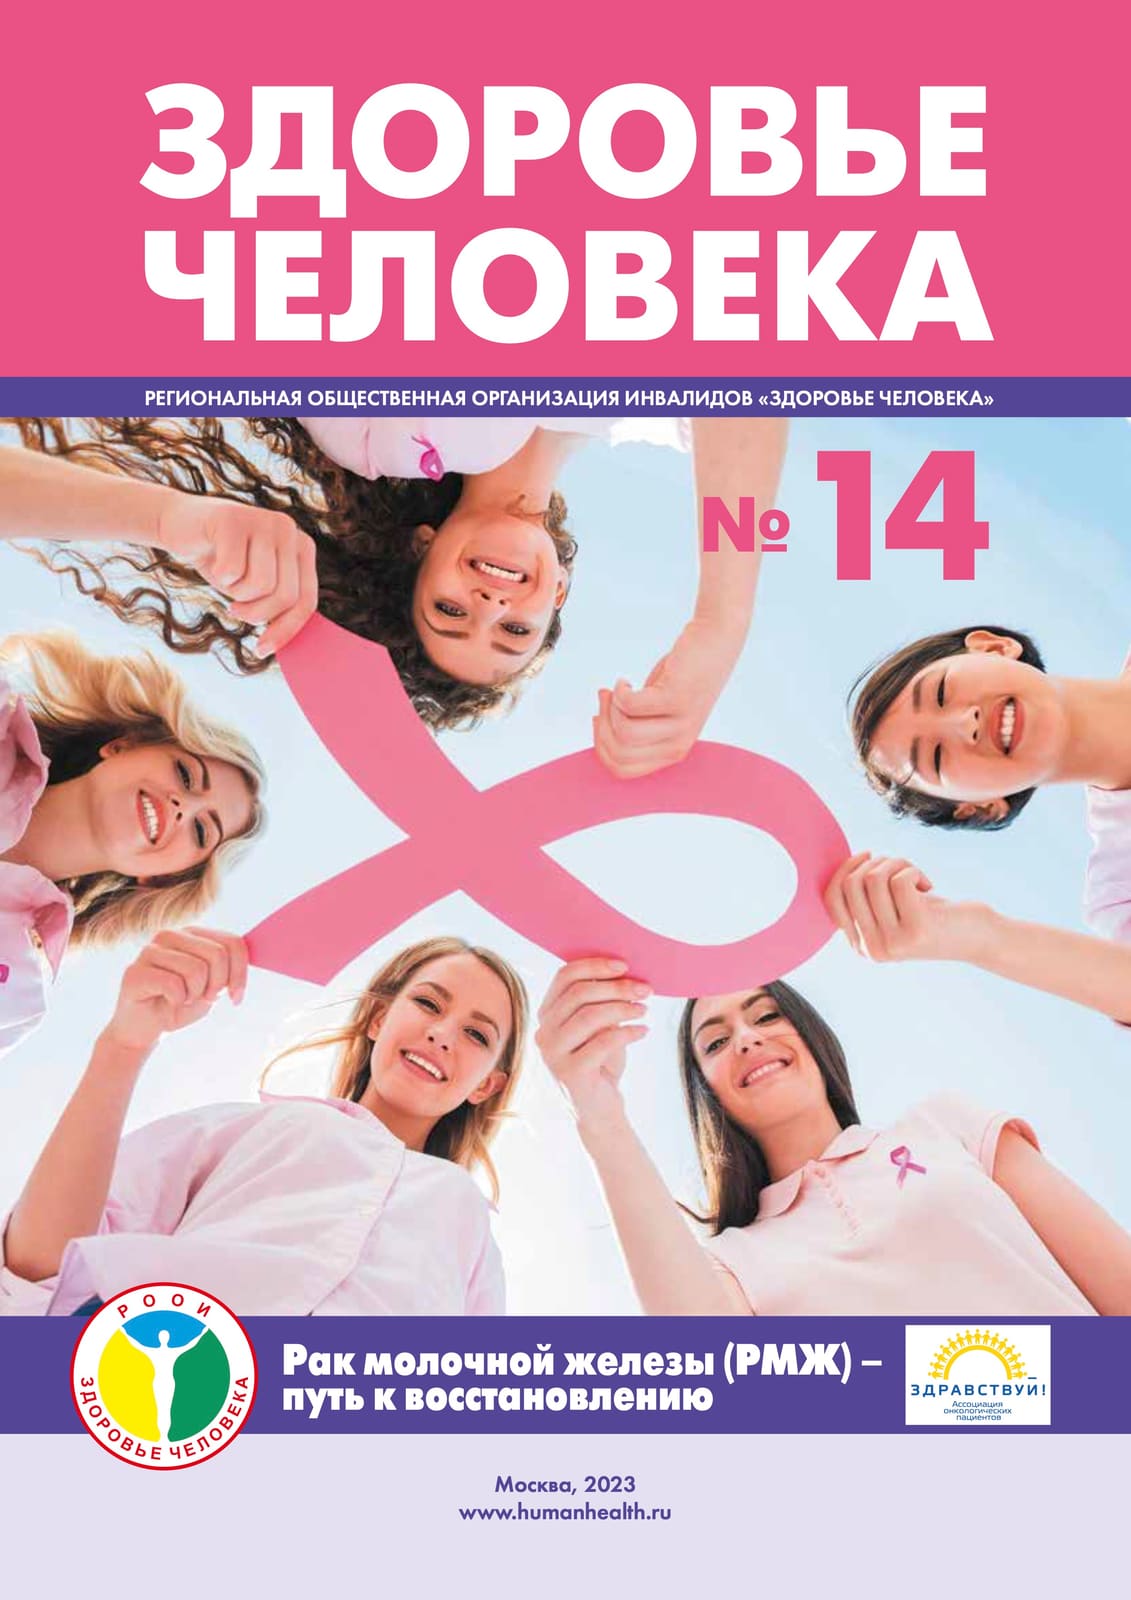 ЗДОРОВЬЕ
ЧЕЛОВЕКА
РЕГИОНАЛЬНАЯ ОБЩЕСТВЕННАЯ ОРГАНИЗАЦИЯ ИНВАЛИДОВ «ЗДОРОВЬЕ ЧЕЛОВЕКА»
№ 14
РООИ
ЗДОРОВЬЕ ЧЕЛОВЕКА
Рак молочной железы (РМЖ) –
путь к восстановлению
ЗДРАВСТВУЙ!
Ассоциация
онкологических
пациентов
Москва, 2023
www.humanhealth.ru